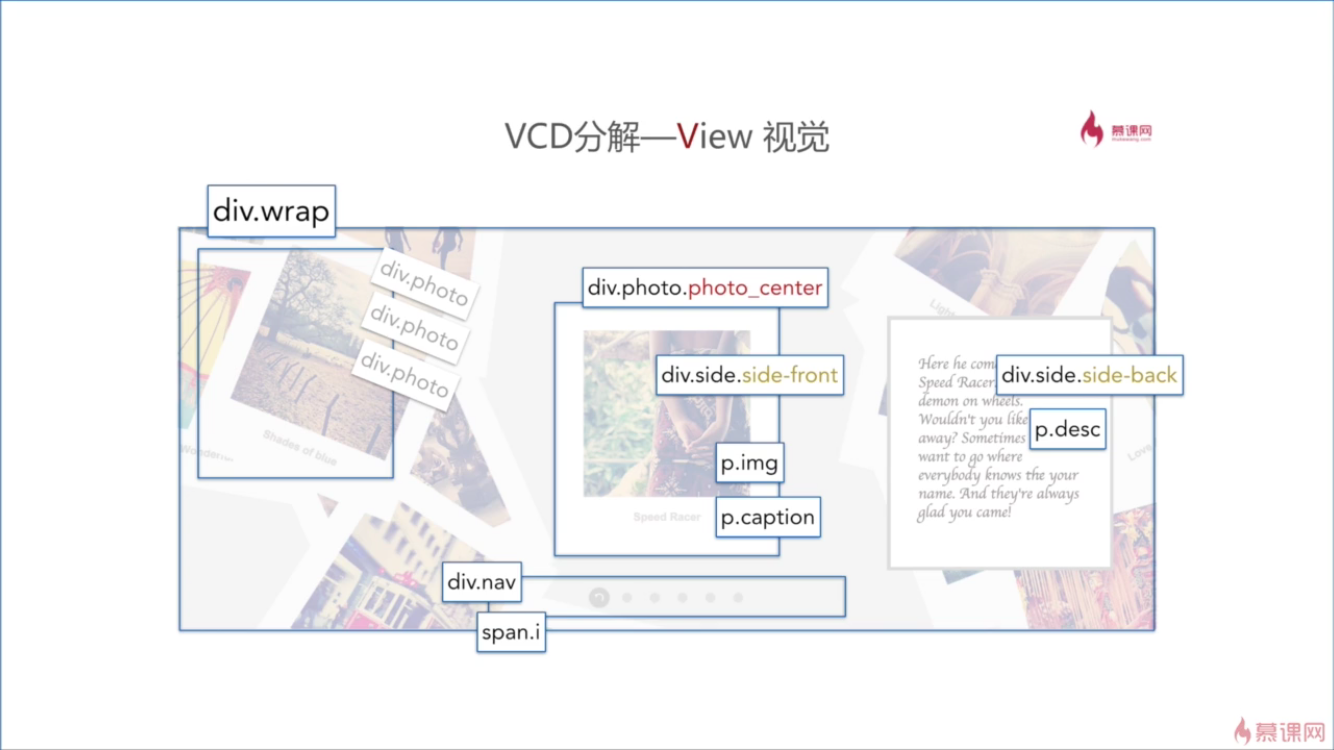 VCD分解—View 视觉
慕课网
div.wrap
div.photo
div.photo
div.photo
Shades of blue
div.photo.photo_center
div.side.side-front
p.img
Speed Racer
p.caption
div.side.side-back
p.desc
Here he com
Speed Racer
demon on wheels.
Wouldn't you like
away? Sometimes
want to go where
everybody knows the your
name. And they're always
glad you came!
Love
div.nav
span.i
慕课网